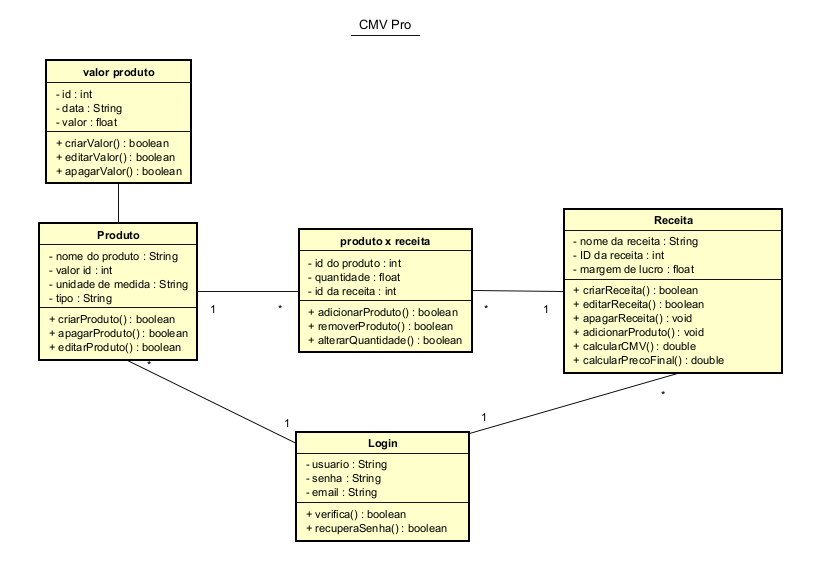 CMV Pro
valor produto
- id : int
- data : String
- valor : float
+ criarValor() : boolean
+ editarValor() : boolean
+ apagarValor() : boolean
Produto
- nome do produto : String
- valor id : int
- unidade de medida : String
- tipo : String
+ criarProduto() : boolean
+ apagarProduto() : boolean
+ editarProduto() : boolean
1
*
produto x receita
- id do produto : int
- quantidade : float
- id da receita : int
+ adicionarProduto() : boolean
+ removerProduto() : boolean
+ alterarQuantidade() : boolean
*
1
Receita
- nome da receita : String
- ID da receita : int
- margem de lucro : float
+ criarReceita() : boolean
+ editarReceita() : boolean
+ apagarReceita() : void
+ adicionarProduto() : void
+ calcularCMV() : double
+ calcularPrecoFinal() : double
*
1
1
*
Login
- usuario : String
- senha : String
- email : String
+ verifica() : boolean
+ recuperaSenha() : boolean